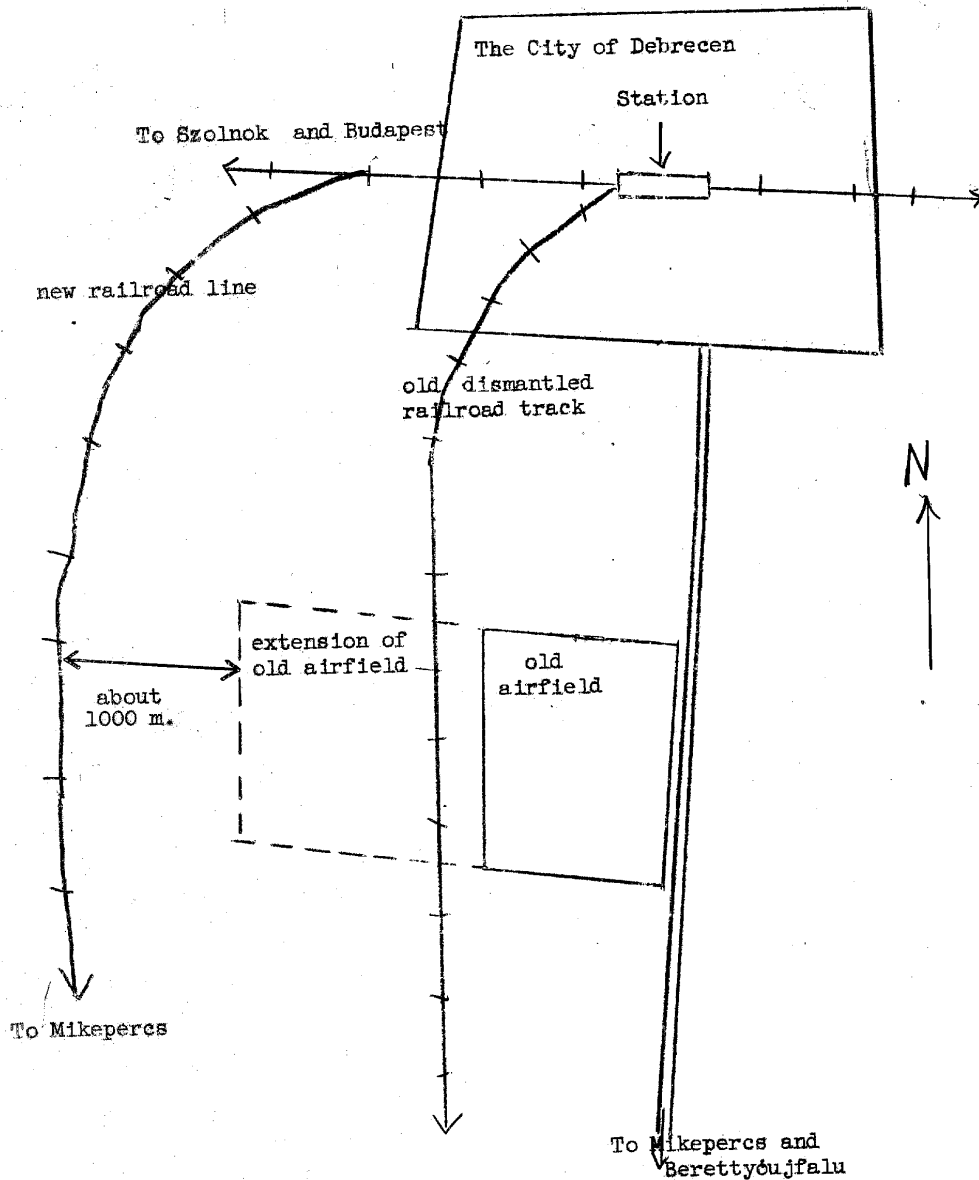 The City of Debrecen
Station
To Szolnok and Budapest
new railroad line
old dismantled
railroad track
N
extension of
old airfield
old
airfield
about
1000 m.
To Mikepercs
To Mikepercs and
Berettyóujfalu